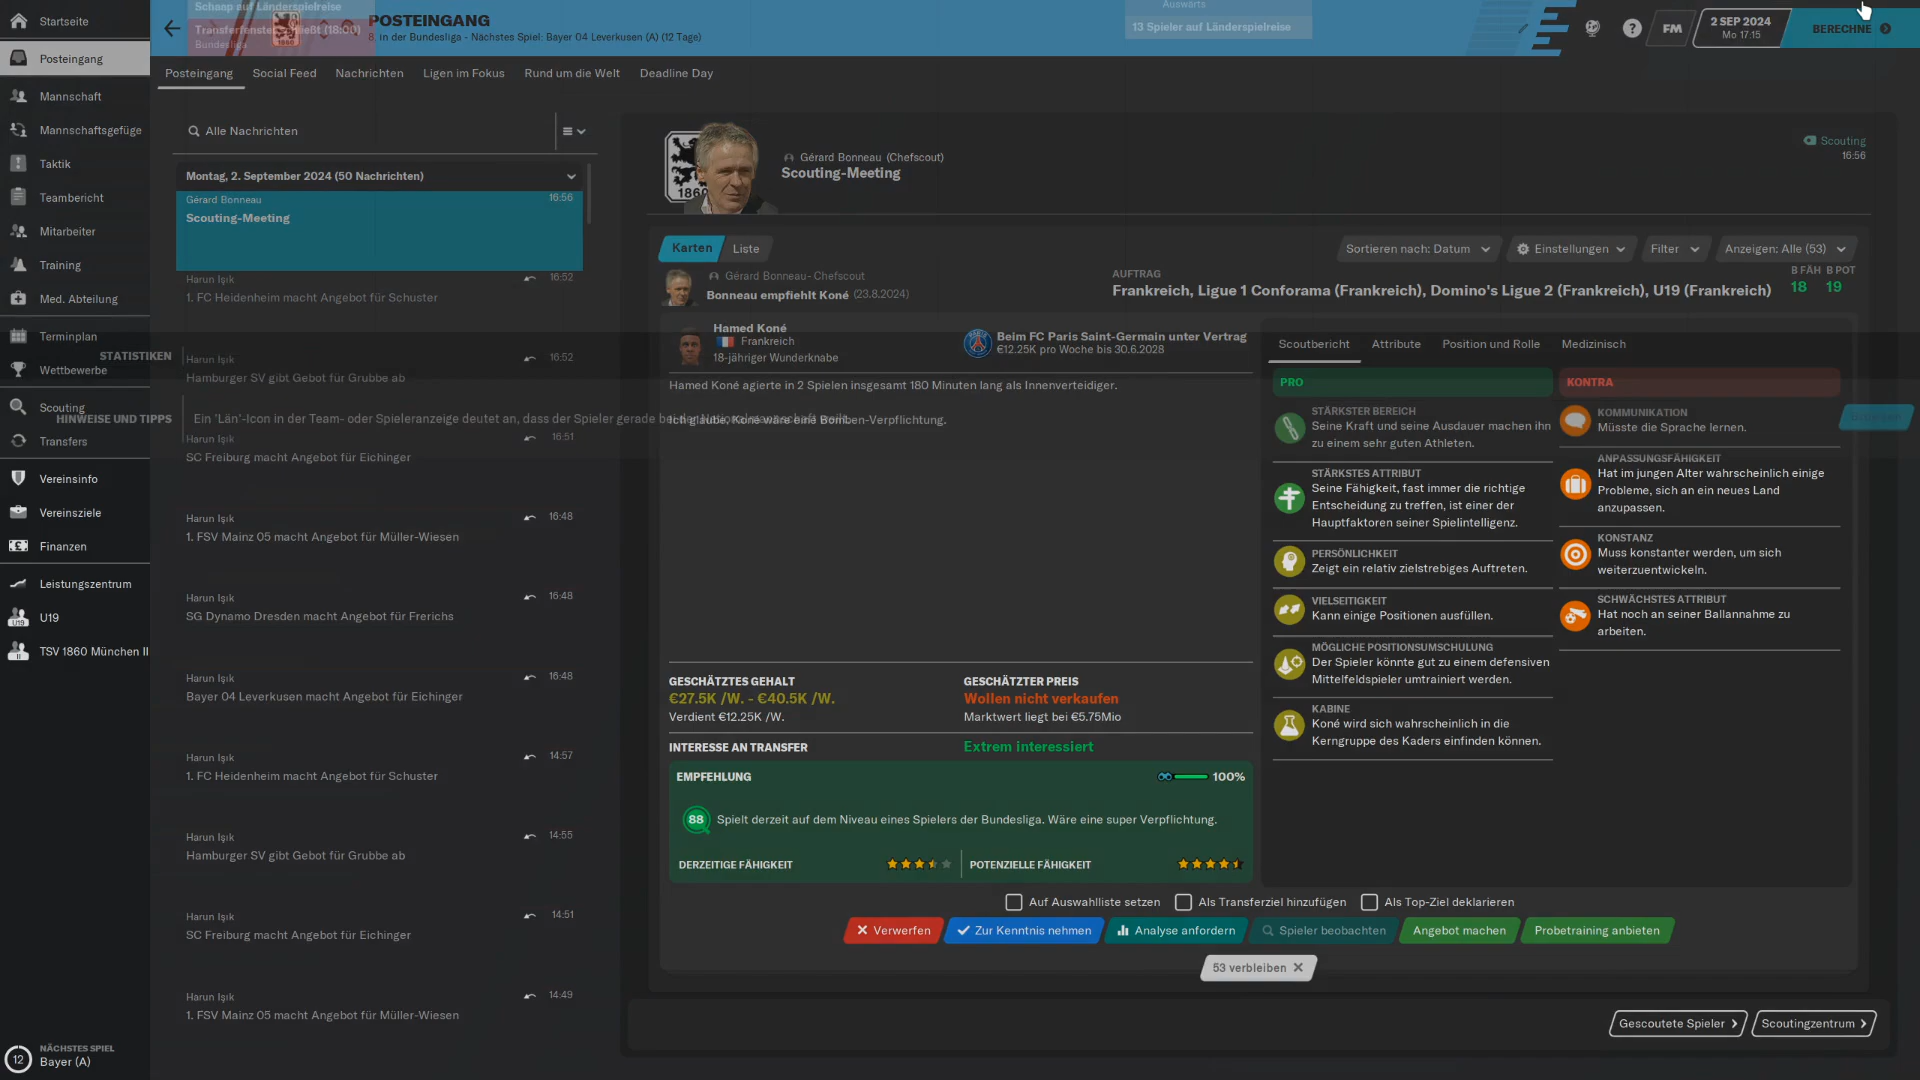 Startseite
Posteingang
Mannschaft
Mannschaftsgefüge
Taktik
Teambericht
Mitarbeiter
Training
Med. Abteilung
Terminplan
Wettbewerbe
Scouting
Transfers
Vereinsinfo
Vereinsziele
Finanzen
Leistungszentrum
U19
TSV 1860 München II
NÄCHSTES SPIEL
12 Bayer (A)
Schaap auf Länderspielreise
Transferfenster schließt (18:00)
Bundesliga
POSTEINGANG
8. in der Bundesliga - Nächstes Spiel: Bayer 04 Leverkusen (A) (12 Tage)
Auswärts
13 Spieler auf Länderspielreise
FM
2 SEP 2024
Mo 17:15
BERECHNE
Posteingang Social Feed Nachrichten Ligen im Fokus Rund um die Welt Deadline Day
Alle Nachrichten
Montag, 2. September 2024 (50 Nachrichten)
Gérard Bonneau 16:56
Scouting-Meeting
Harun Işık 16:52
1. FC Heidenheim macht Angebot für Schuster
STATISTIKEN
Harun Işık 16:52
Hamburger SV gibt Gebot für Grubbe ab
HINWEISE UND TIPPS
Ein 'Län'-Icon in der Team- oder Spieleranzeige deutet an, dass der Spieler gerade bei der Nationalmannschaft weilt.
Harun Işık 16:51
SC Freiburg macht Angebot für Eichinger
Harun Işık 16:48
1. FSV Mainz 05 macht Angebot für Müller-Wiesen
Harun Işık 16:48
SG Dynamo Dresden macht Angebot für Frerichs
Harun Işık 16:48
Bayer 04 Leverkusen macht Angebot für Eichinger
Harun Işık 14:57
1. FC Heidenheim macht Angebot für Schuster
Harun Işık 14:55
Hamburger SV gibt Gebot für Grubbe ab
Harun Işık 14:51
SC Freiburg macht Angebot für Eichinger
Harun Işık 14:49
1. FSV Mainz 05 macht Angebot für Müller-Wiesen
1860
Gérard Bonneau (Chefscout)
Scouting-Meeting
Scouting
16:56
Karten Liste
Sortieren nach: Datum Einstellungen Filter Anzeigen: Alle (53)
Gérard Bonneau- Chefscout
Bonneau empfiehlt Koné (23.8.2024)
AUFTRAG
Frankreich, Ligue 1 Conforama (Frankreich), Domino's Ligue 2 (Frankreich), U19 (Frankreich)
B FÄH B POT
18 19
Hamed Koné
Frankreich
18-jähriger Wunderknabe
Beim FC Paris Saint-Germain unter Vertrag
€12.25K pro Woche bis 30.6.2028
Hamed Koné agierte in 2 Spielen insgesamt 180 Minuten lang als Innenverteidiger.
Ich glaube, Koné wäre eine Bomben-Verpflichtung.
GESCHÄTZTES GEHALT
€27.5K /W. - €40.5K /W.
Verdient €12.25K /W.
GESCHÄTZTER PREIS
Wollen nicht verkaufen
Marktwert liegt bei €5.75Mio
INTERESSE AN TRANSFER Extrem interessiert
EMPFEHLUNG 100%
88 Spielt derzeit auf dem Niveau eines Spielers der Bundesliga. Wäre eine super Verpflichtung.
DERZEITIGE FÄHIGKEIT POTENZIELLE FÄHIGKEIT
Scoutbericht Attribute Position und Rolle Medizinisch
PRO
STÄRKSTER BEREICH
Seine Kraft und seine Ausdauer machen ihn
zu einem sehr guten Athleten.
STÄRKSTES ATTRIBUT
Seine Fähigkeit, fast immer die richtige
Entscheidung zu treffen, ist einer der
Hauptfaktoren seiner Spielintelligenz.
PERSÖNLICHKEIT
Zeigt ein relativ zielstrebiges Auftreten.
VIELSEITIGKEIT
Kann einige Positionen ausfüllen.
MÖGLICHE POSITIONSUMSCHULUNG
Der Spieler könnte gut zu einem defensiven
Mittelfeldspieler umtrainiert werden.
KABINE
Koné wird sich wahrscheinlich in die
Kerngruppe des Kaders einfinden können.
KONTRA
KOMMUNIKATION
Müsste die Sprache lernen.
ANPASSUNGSFÄHIGKEIT
Hat im jungen Alter wahrscheinlich einige
Probleme, sich an ein neues Land
anzupassen.
KONSTANZ
Muss konstanter werden, um sich
weiterzuentwickeln.
SCHWÄCHSTES ATTRIBUT
Hat noch an seiner Ballannahme zu
arbeiten.
Auf Auswahlliste setzen Als Transferziel hinzufügen Als Top-Ziel deklarieren
Verwerfen Zur Kenntnis nehmen Analyse anfordern Spieler beobachten Angebot machen Probetraining anbieten
53 verbleiben
Gescoutete Spieler Scoutingzentrum